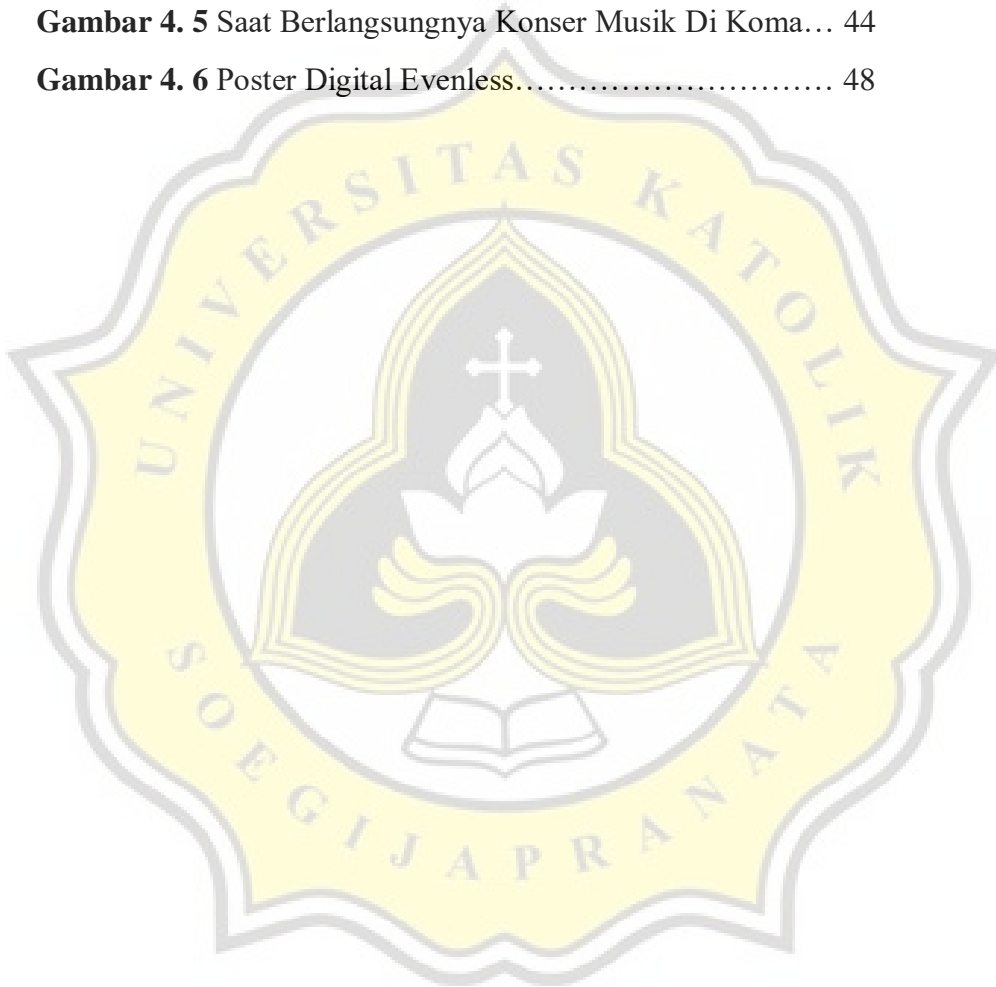 Gambar 4. 5 Saat Berlangsungnya Konser Musik Di Koma… 44
Gambar 4. 6 Poster Digital Evenless………………………… 48
UNIVERSITAS KATOLIK
SOEGIJAPRANATA